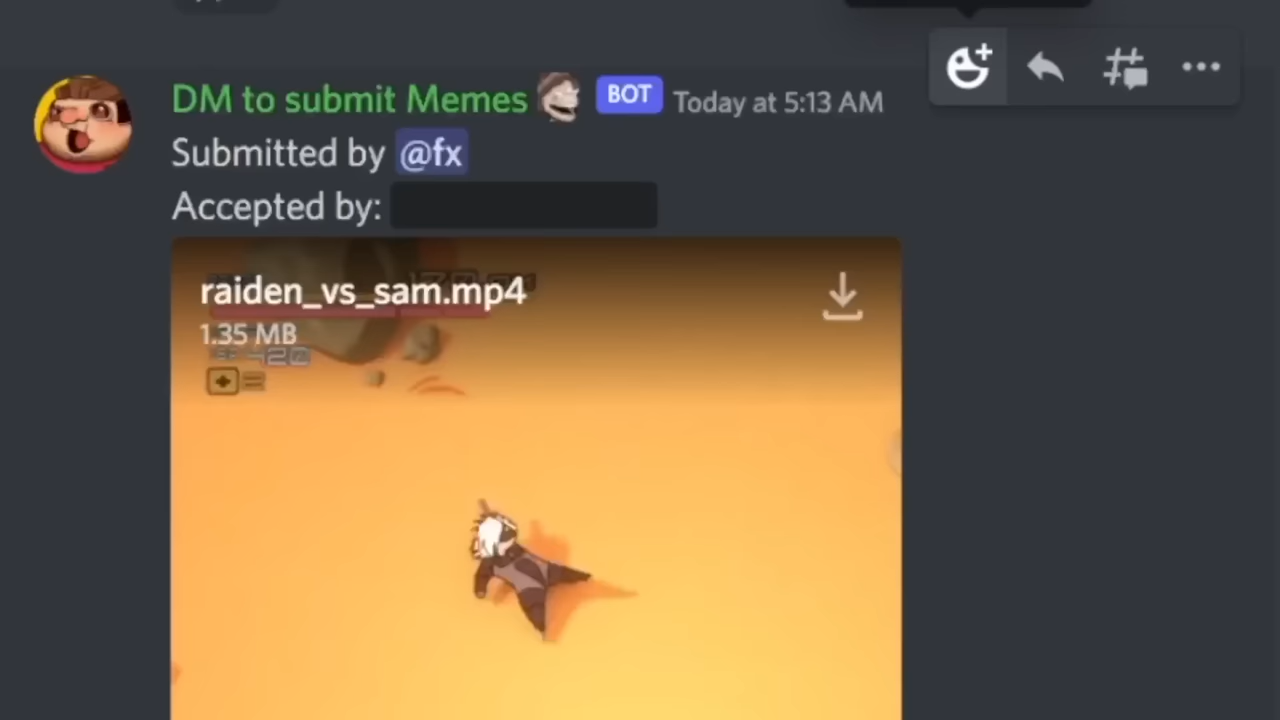 DM to submit Memes BOT Today at 5:13 AM
Submitted by @fx
Accepted by:
raiden_vs_sam.mp4
1.35 MB